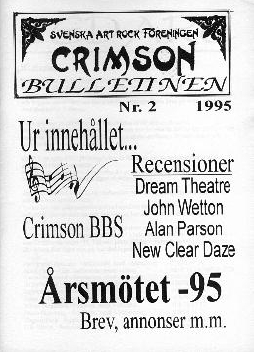 SVENSKA ART ROCK FÖRENINGEN
CRIMSON
BULLETINEN
Nr. 2 1995
Ur innehållet...
Recensioner
Dream Theatre
John Wetton
Alan Parson
New Clear Daze
Crimson BBS
Årsmötet -95
Brev, annonser m.m.